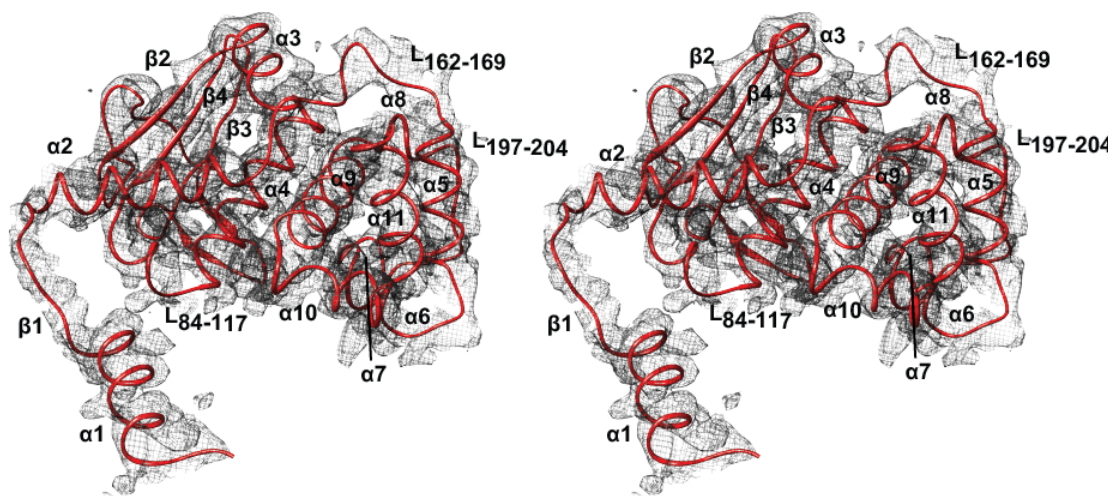 α3
β2
L162-169
β4
α8
β3
L197-204
α2
α4
α9
α5
α11
β1
L84-117
α10
α6
α7
α1
α3
β2
L162-169
β4
α8
β3
L197-204
α2
α4
α9
α5
α11
β1
L84-117
α10
α6
α7
α1